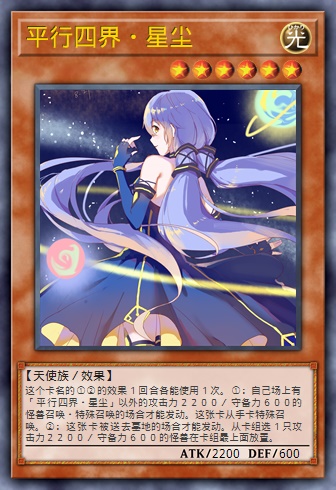 平行四界・星尘
光
【天使族/效果】
这个卡名的①②的效果1回合各能使用1次。①：自己场上有
「平行四界・星尘」以外的攻击力2200/守备力600的
怪兽召唤・特殊召唤的场合才能发动。这张卡从手卡特殊召
唤。②：这张卡被送去墓地的场合才能发动。从卡组选1只攻
击力2200/守备力600的怪兽在卡组最上面放置。
ATK/2200 DEF/600